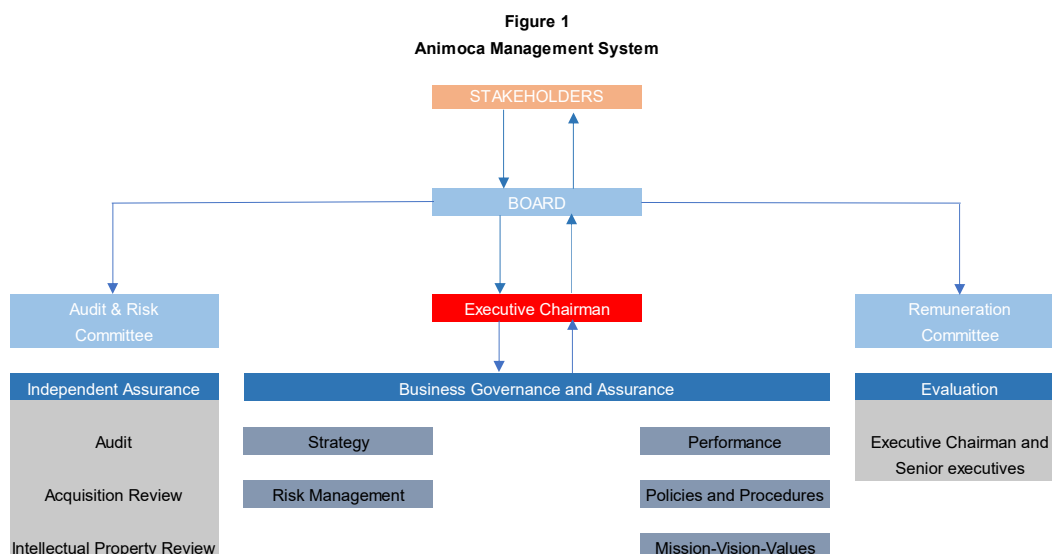 Figure 1
Animoca Management System
STAKEHOLDERS
BOARD
Audit & Risk
Committee
Executive Chairman
Remuneration
Committee
Independent Assurance
Business Governance and Assurance
Evaluation
Audit
Strategy
Performance
Executive Chairman and
Senior executives
Acquisition Review
Risk Management
Policies and Procedures
Intellectual Property Review
Mission-Vision-Values